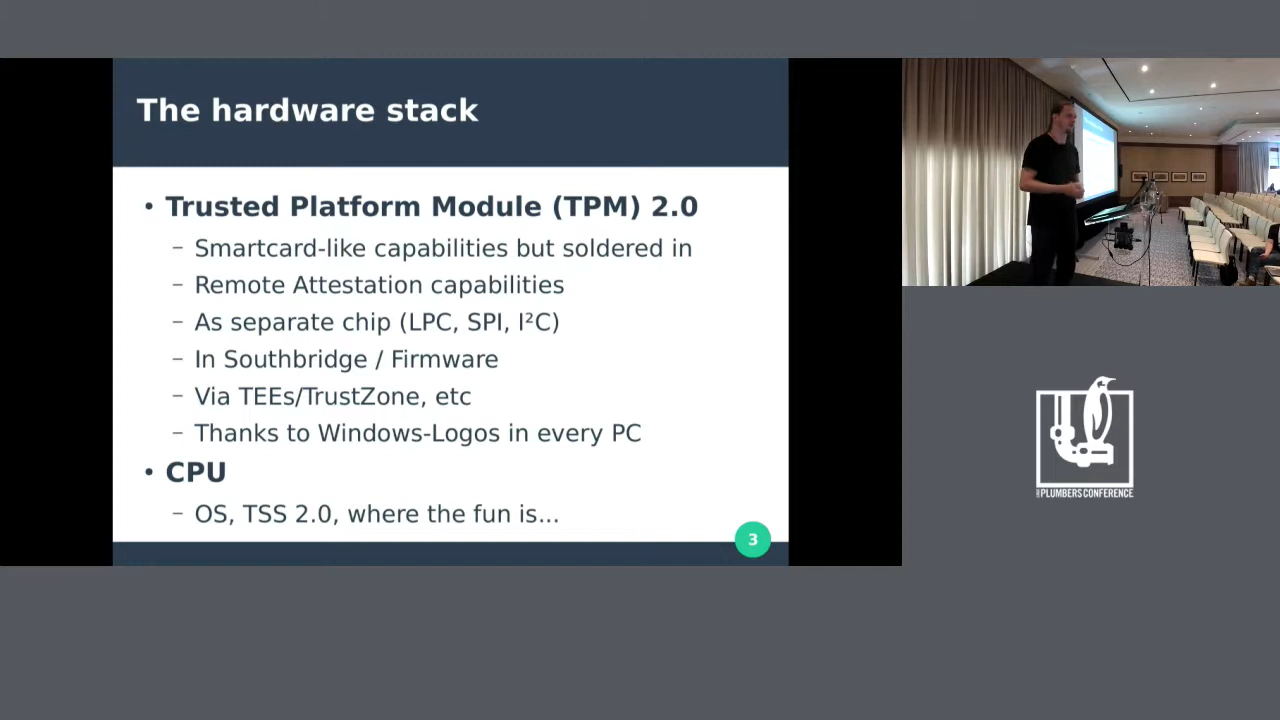 The hardware stack
• Trusted Platform Module (TPM) 2.0
– Smartcard-like capabilities but soldered in
– Remote Attestation capabilities
– As separate chip (LPC, SPI, I²C)
– In Southbridge / Firmware
– Via TEEs/TrustZone, etc
– Thanks to Windows-Logos in every PC
• CPU
– OS, TSS 2.0, where the fun is...
3
PLUMBERS CONFERENCE